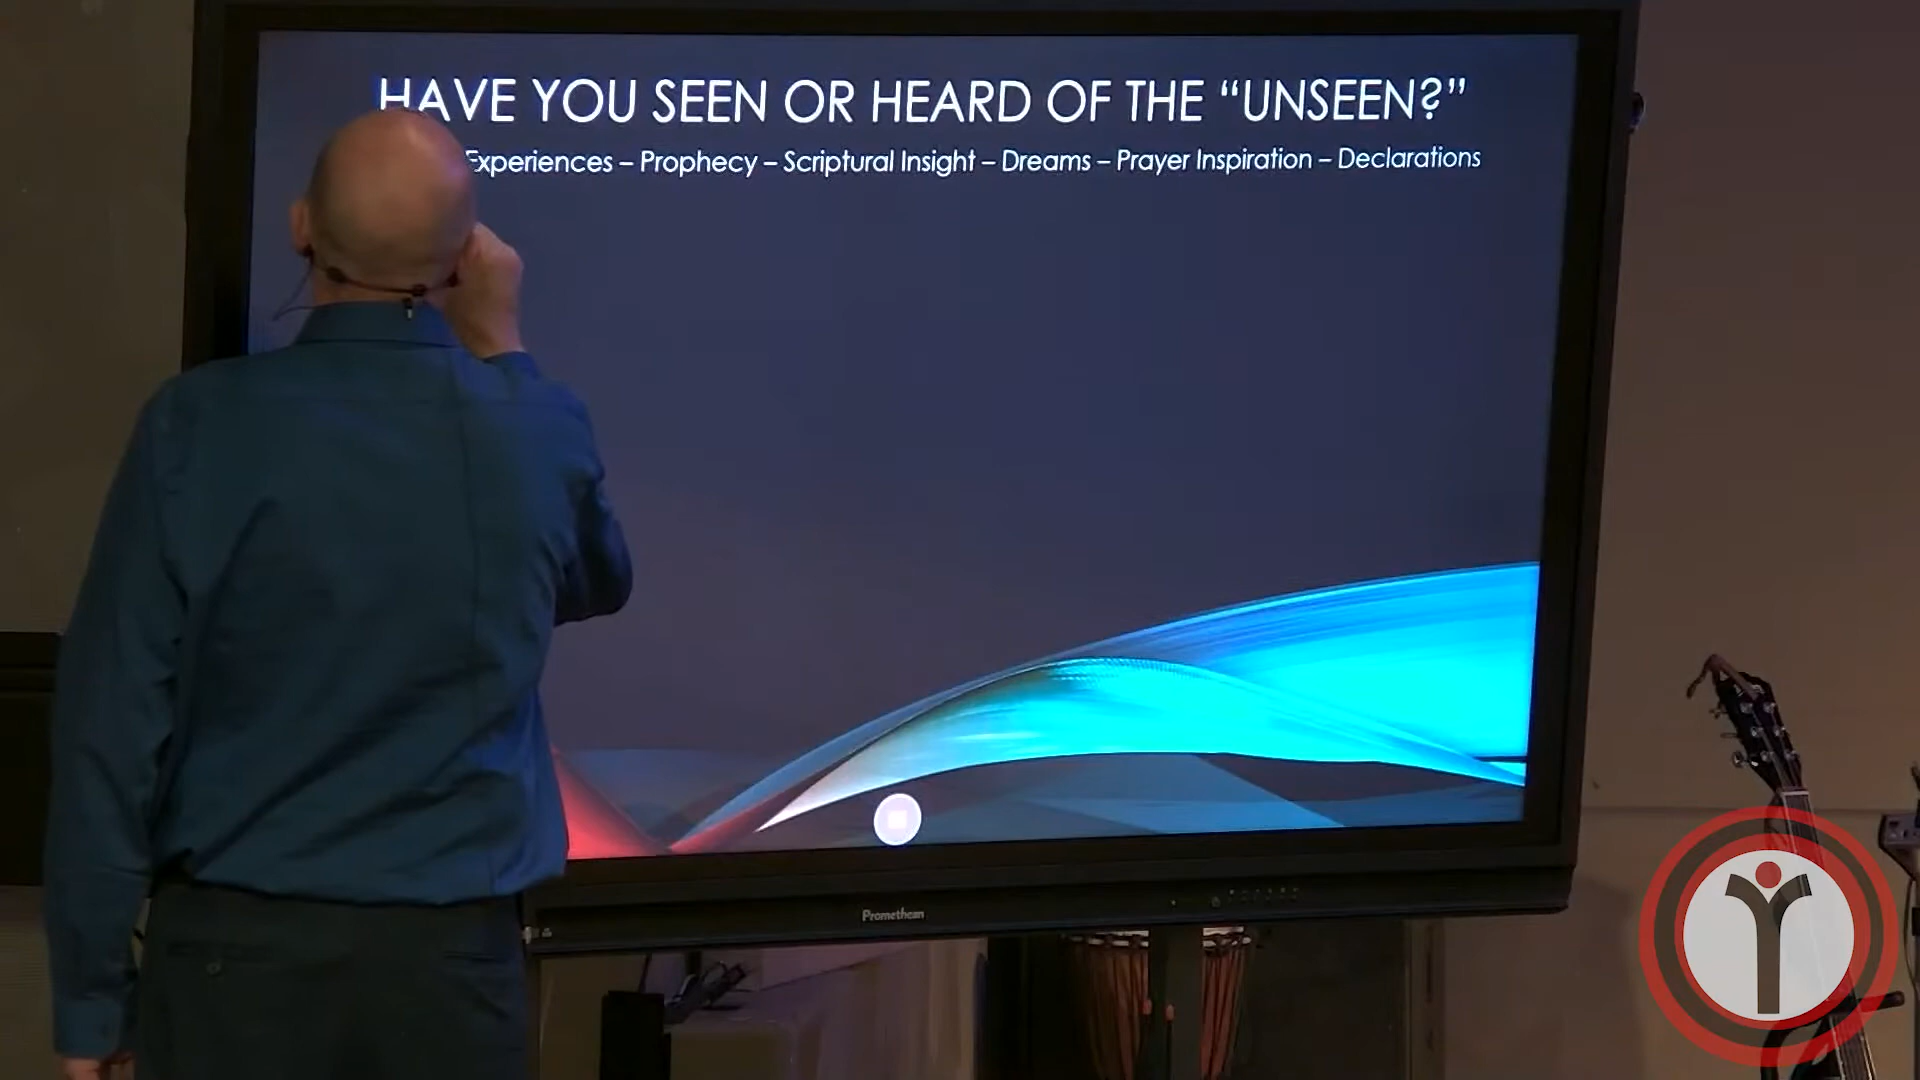 HAVE YOU SEEN OR HEARD OF THE “UNSEEN?”
Experiences – Prophecy – Scriptural Insight – Dreams – Prayer Inspiration – Declarations
Promethean